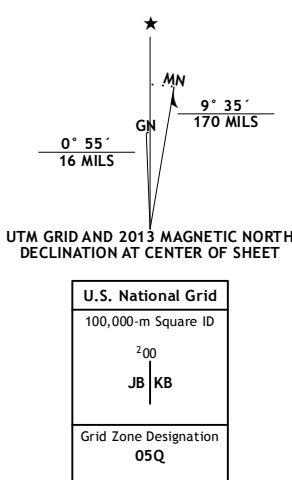 ★
MN
GN
9° 35´
170 MILS
0° 55´
16 MILS
UTM GRID AND 2013 MAGNETIC NORTH
DECLINATION AT CENTER OF SHEET
U.S. National Grid
100,000-m Square ID
²00
JB KB
Grid Zone Designation
05Q